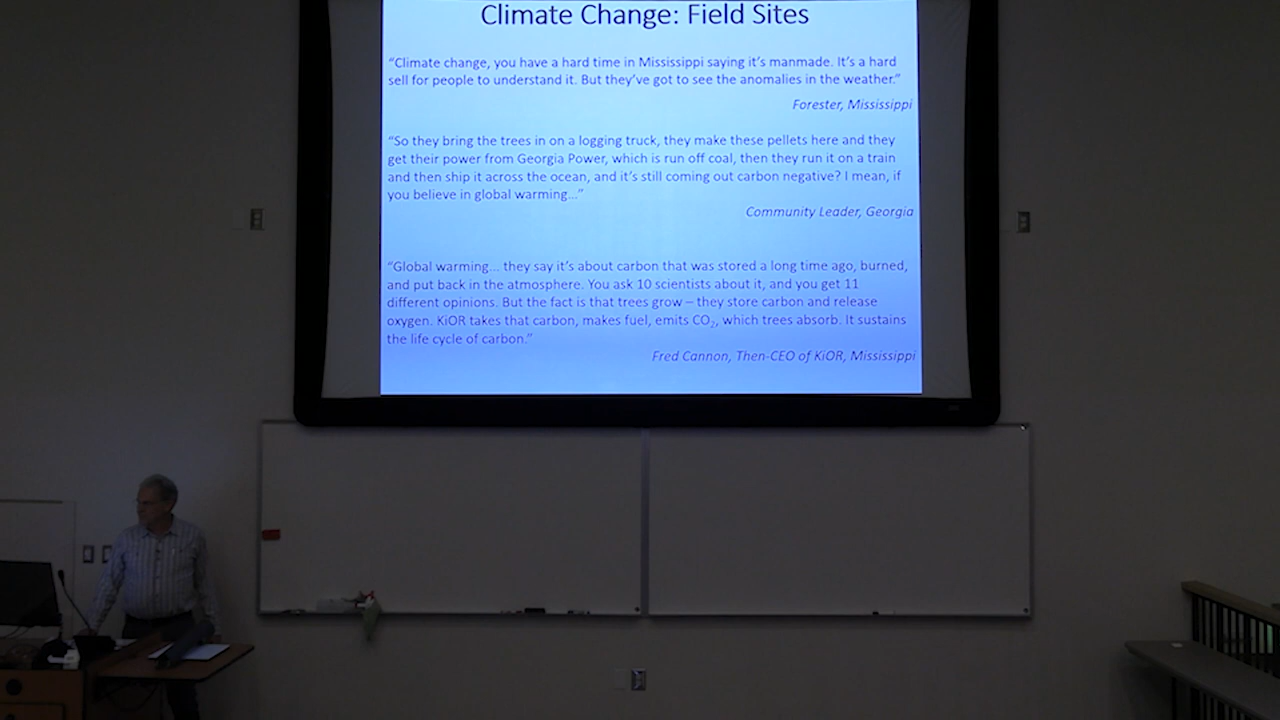 Climate Change: Field Sites
“Climate change, you have a hard time in Mississippi saying it’s manmade. It’s a hard
sell for people to understand it. But they’ve got to see the anomalies in the weather.”
Forester, Mississippi
“So they bring the trees in on a logging truck, they make these pellets here and they
get their power from Georgia Power, which is run off coal, then they run it on a train
and then ship it across the ocean, and it’s still coming out carbon negative? I mean, if
you believe in global warming...”
Community Leader, Georgia
“Global warming... they say it’s about carbon that was stored a long time ago, burned,
and put back in the atmosphere. You ask 10 scientists about it, and you get 11
different opinions. But the fact is that trees grow – they store carbon and release
oxygen. KiOR takes that carbon, makes fuel, emits CO₂, which trees absorb. It sustains
the life cycle of carbon.”
Fred Cannon, Then-CEO of KiOR, Mississippi